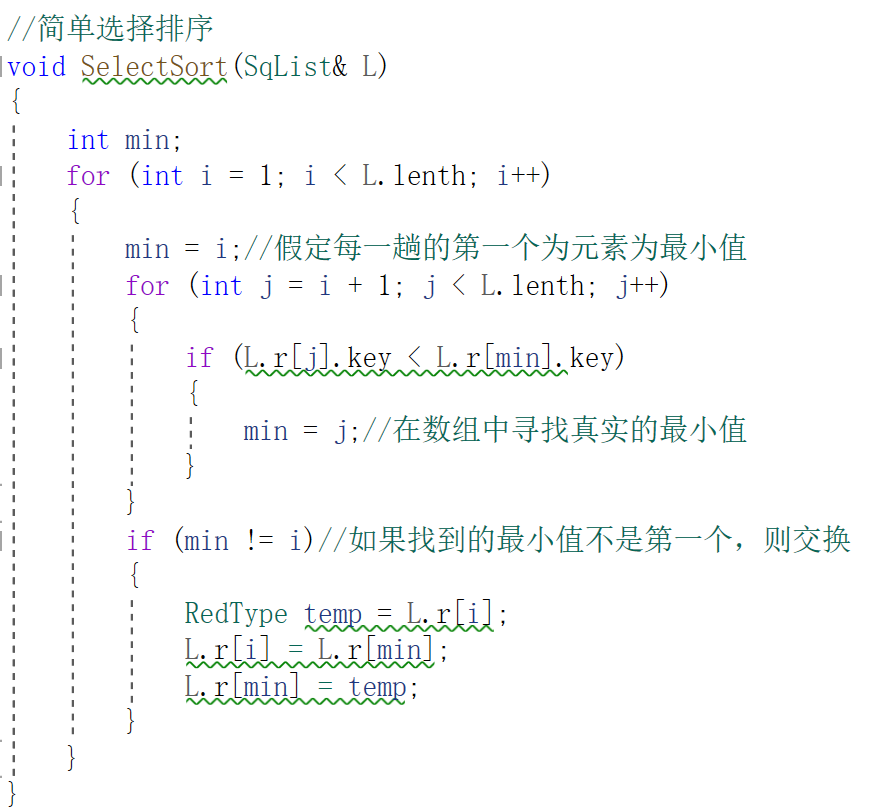 //简单选择排序
void SelectSort(SqList& L)
{
    int min;
    for (int i = 1; i < L.lenth; i++)
    {
        min = i;//假定每一趟的第一个为元素为最小值
        for (int j = i + 1; j < L.lenth; j++)
        {
            if (L.r[j].key < L.r[min].key)
            {
                min = j;//在数组中寻找真实的最小值
            }
        }
        if (min != i)//如果找到的最小值不是第一个，则交换
        {
            RedType temp = L.r[i];
            L.r[i] = L.r[min];
            L.r[min] = temp;
        }
    }
}